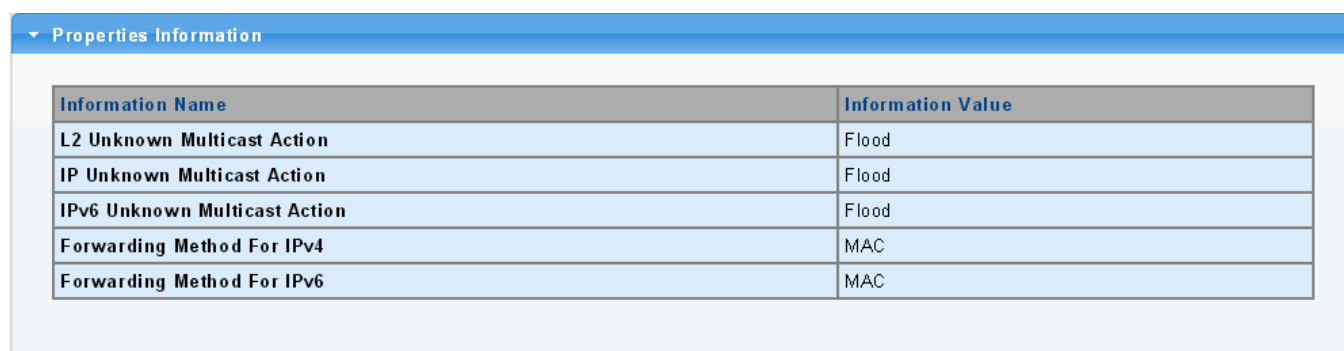 Properties Information
Information Name Information Value
L2 Unknown Multicast Action Flood
IP Unknown Multicast Action Flood
IPv6 Unknown Multicast Action Flood
Forwarding Method For IPv4 MAC
Forwarding Method For IPv6 MAC